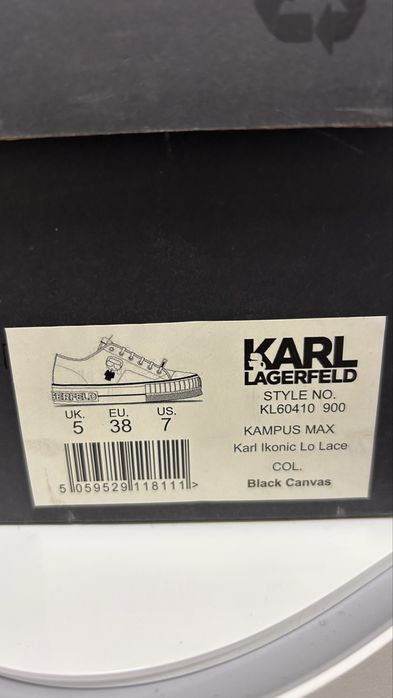 KARL
LAGERFELD
STYLE NO.
KL60410 900
KAMPUS MAX
Karl Ikonic Lo Lace
COL.
Black Canvas
ERFELD
UK. EU. US.
5 38 7
5 059529 118111 >